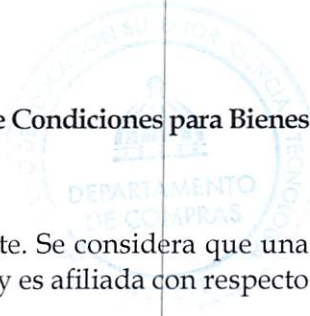 e Condiciones para Bienes
DEPARTAMENTO
DE COMPRAS
te. Se considera que una
y es afiliada con respecto